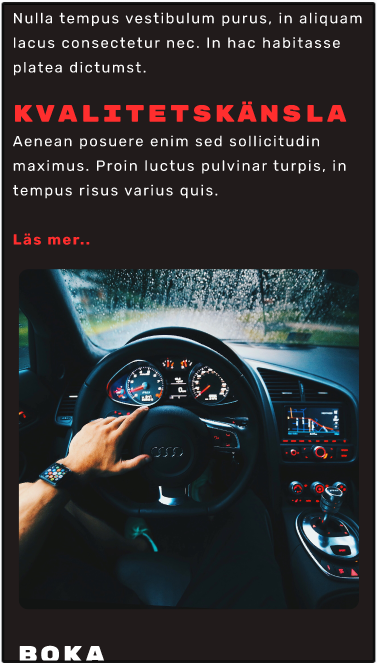 Nulla tempus vestibulum purus, in aliquam
lacus consectetur nec. In hac habitasse
platea dictumst.
KVALITETSKÄNSLA
Aenean posuere enim sed sollicitudin
maximus. Proin luctus pulvinar turpis, in
tempus risus varius quis.
Läs mer..
BOKA